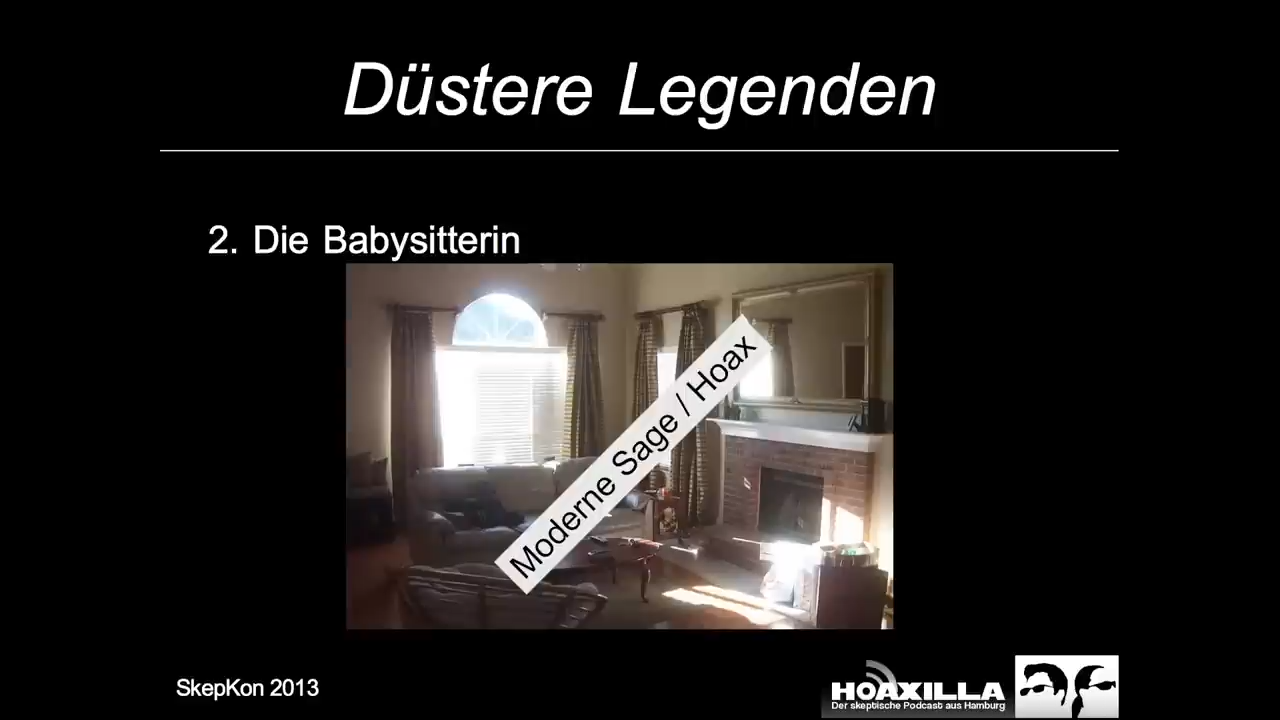 Düstere Legenden
2. Die Babysitterin
Moderne Sage / Hoax
SkepKon 2013
HOAXILLA
Der skeptische Podcast aus Hamburg